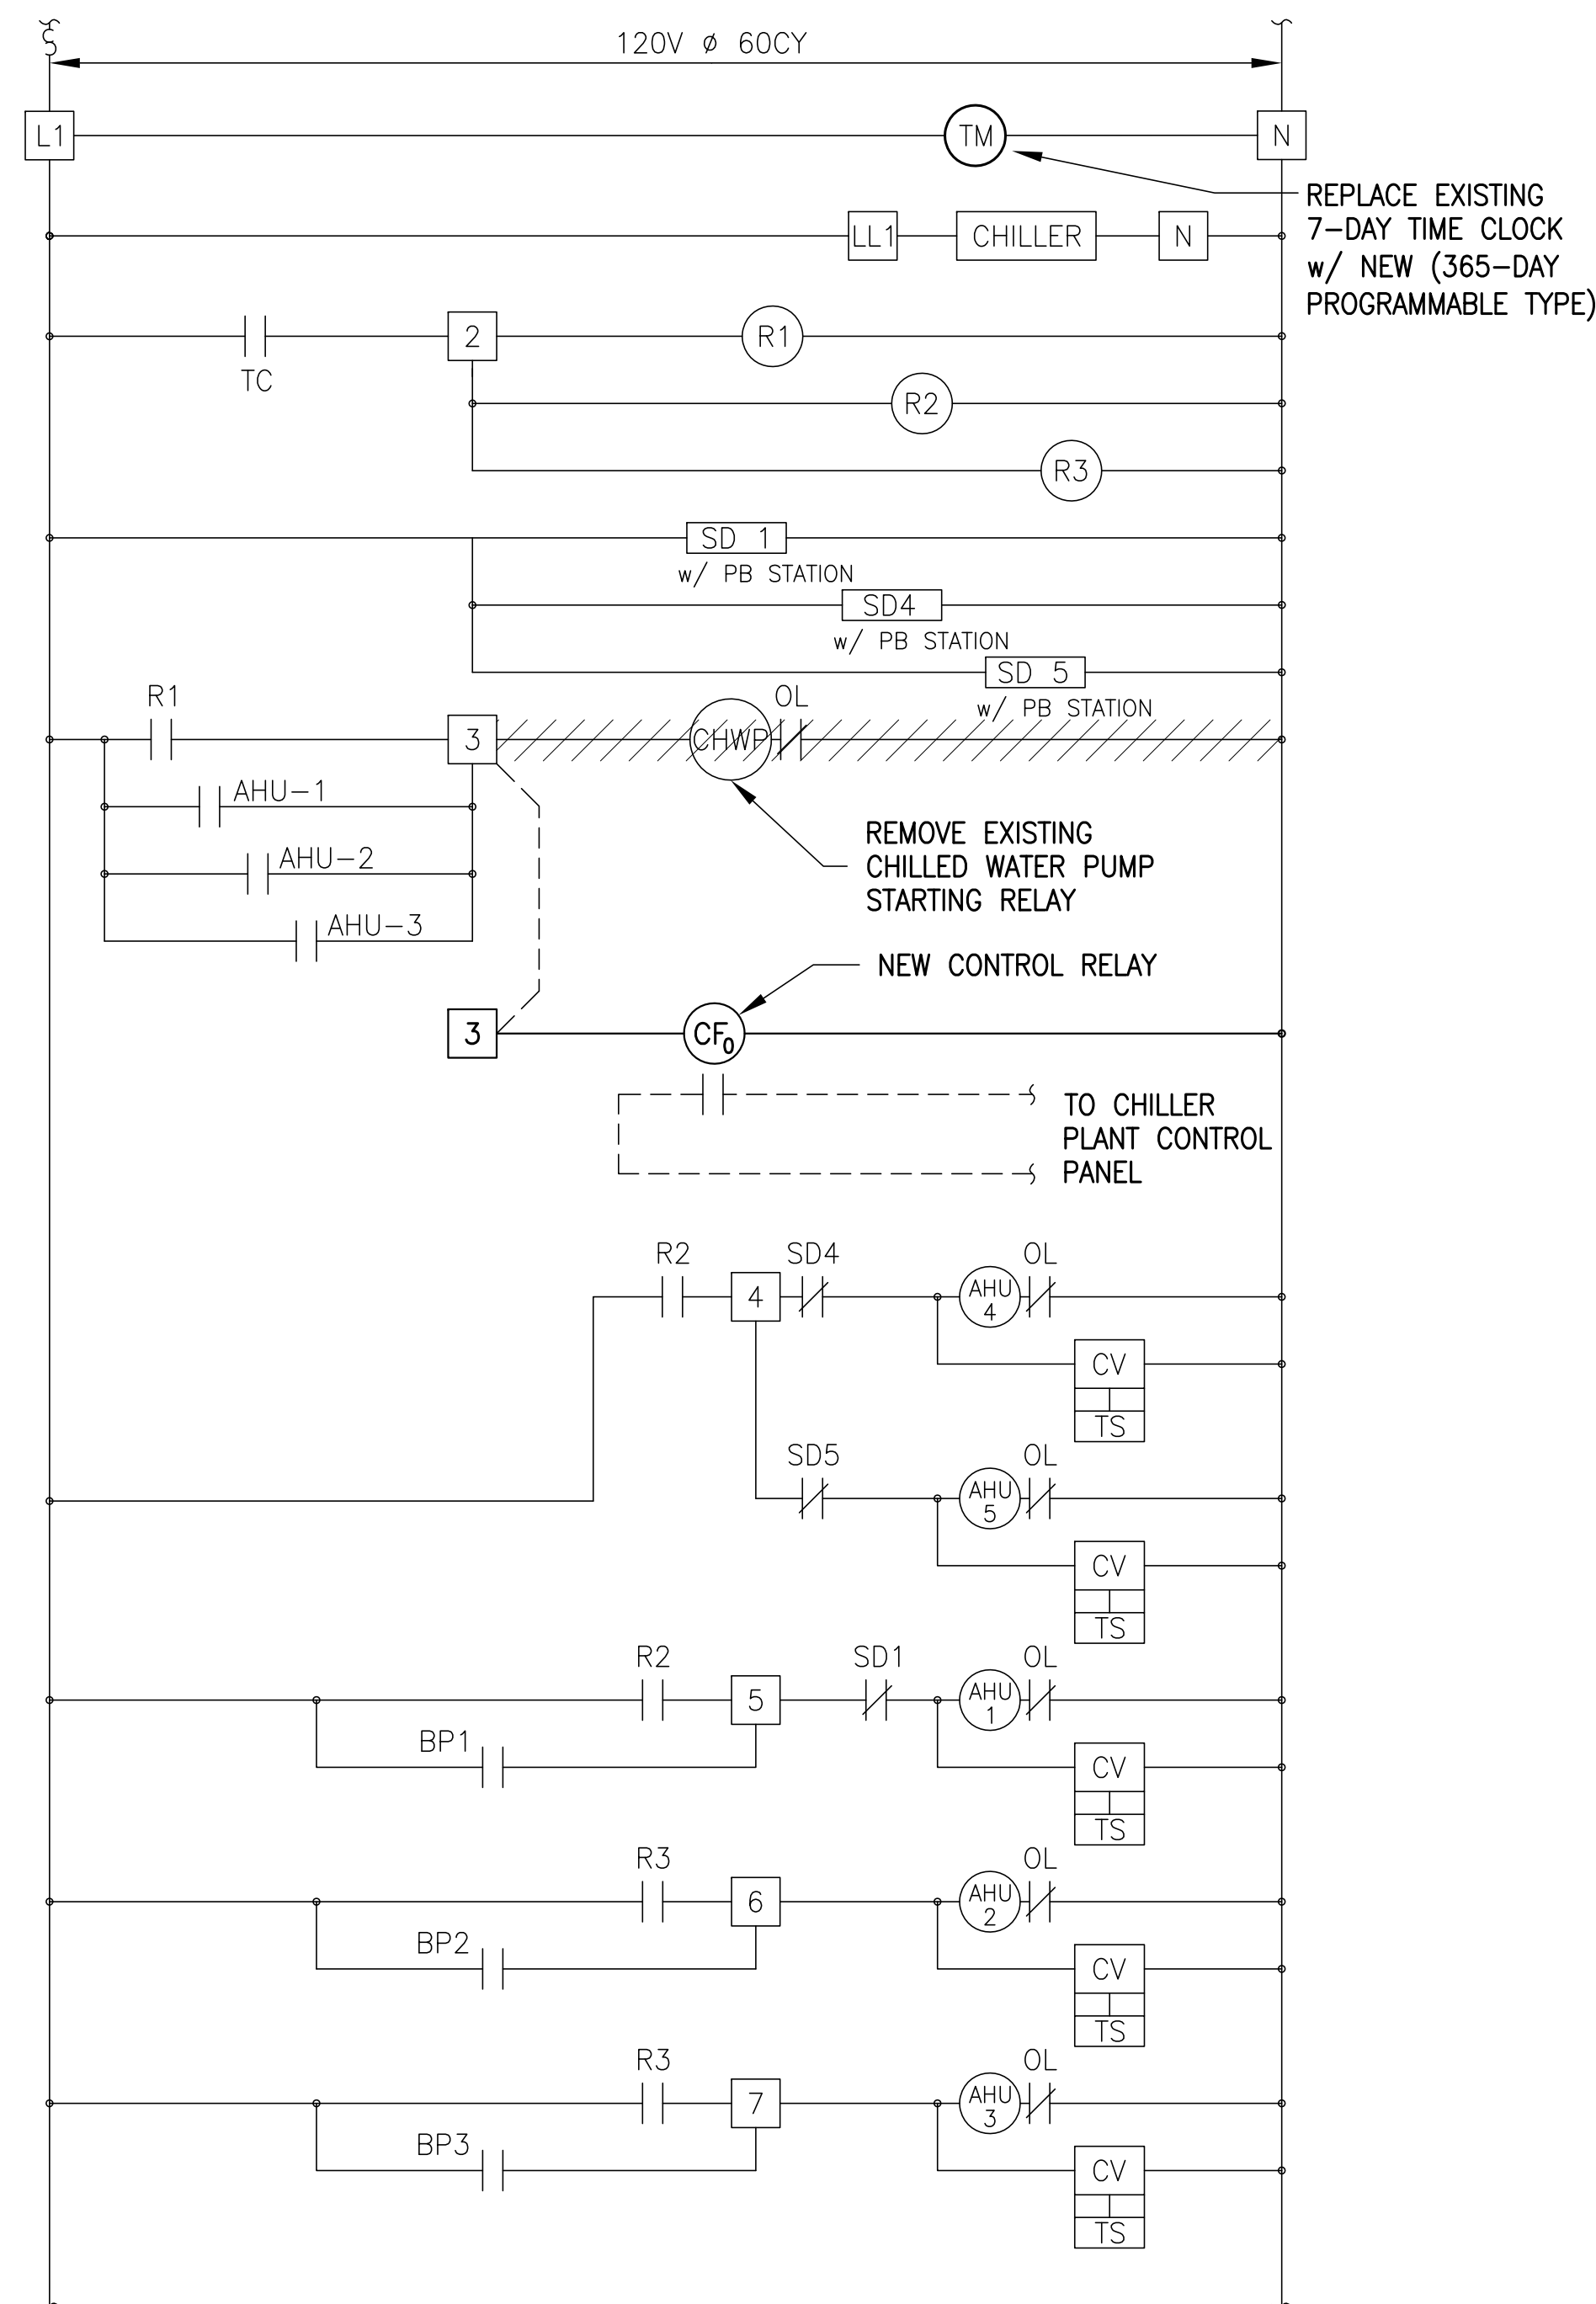 120V ø 60CY
L1
TM
N
REPLACE EXISTING
7-DAY TIME CLOCK
w/ NEW (365-DAY
PROGRAMMABLE TYPE)
LL1
CHILLER
N
TC
2
R1
R2
R3
SD 1
w/ PB STATION
SD4
w/ PB STATION
SD 5
w/ PB STATION
R1
3
CHWP
OL
AHU-1
AHU-2
AHU-3
REMOVE EXISTING
CHILLED WATER PUMP
STARTING RELAY
NEW CONTROL RELAY
3
CF0
TO CHILLER
PLANT CONTROL
PANEL
R2
4
SD4
AHU
4
OL
CV
TS
SD5
AHU
5
OL
CV
TS
R2
5
SD1
AHU
1
OL
BP1
CV
TS
R3
6
AHU
2
OL
BP2
CV
TS
R3
7
AHU
3
OL
BP3
CV
TS